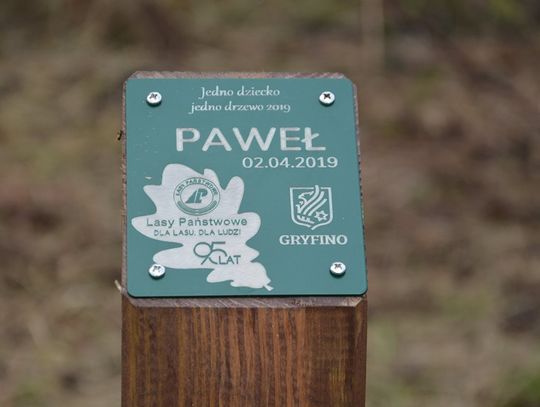 Jedno dziecko
jedno drzewo 2019
PAWEŁ
02.04.2019
LASY PAŃSTWOWE
Lasy Państwowe
DLA LASU, DLA LUDZI
95 LAT
GRYFINO